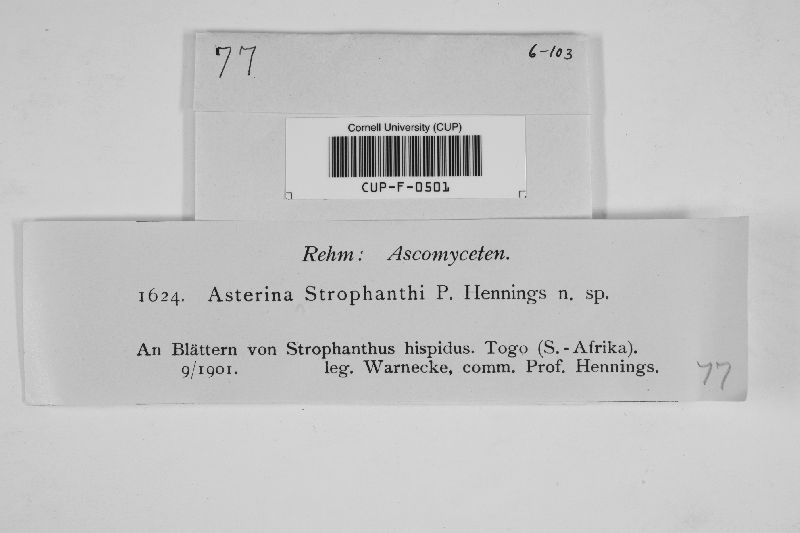 77
6-103
Cornell University (CUP)
CUP-F-0501
Rehm: Ascomyceten.
1624. Asterina Strophanthi P. Hennings n. sp.
An Blättern von Strophanthus hispidus. Togo (S.-Afrika).
9/1901. leg. Warnecke, comm. Prof. Hennings.
77